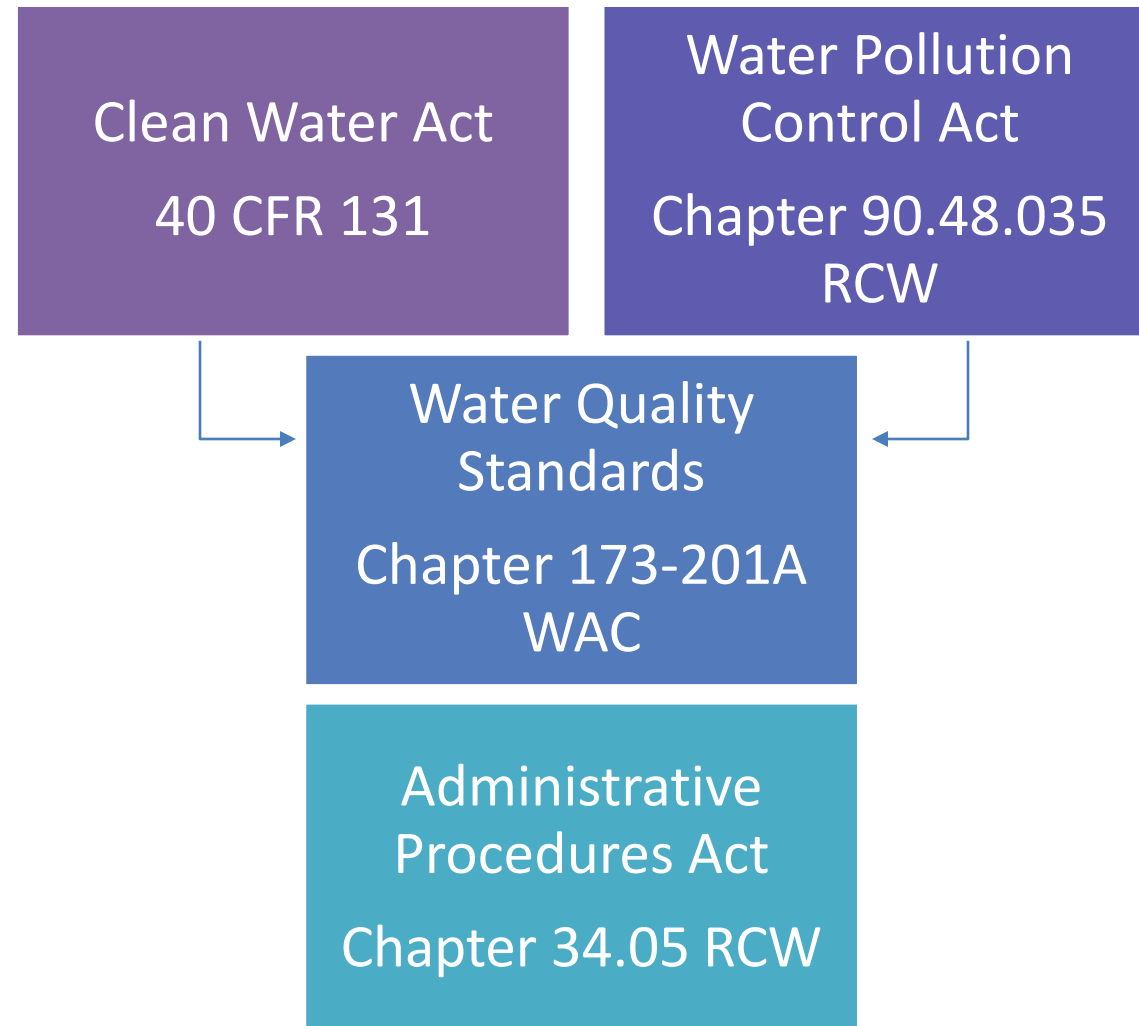 Clean Water Act
40 CFR 131
Water Pollution
Control Act
Chapter 90.48.035
RCW
Water Quality
Standards
Chapter 173-201A
WAC
Administrative
Procedures Act
Chapter 34.05 RCW